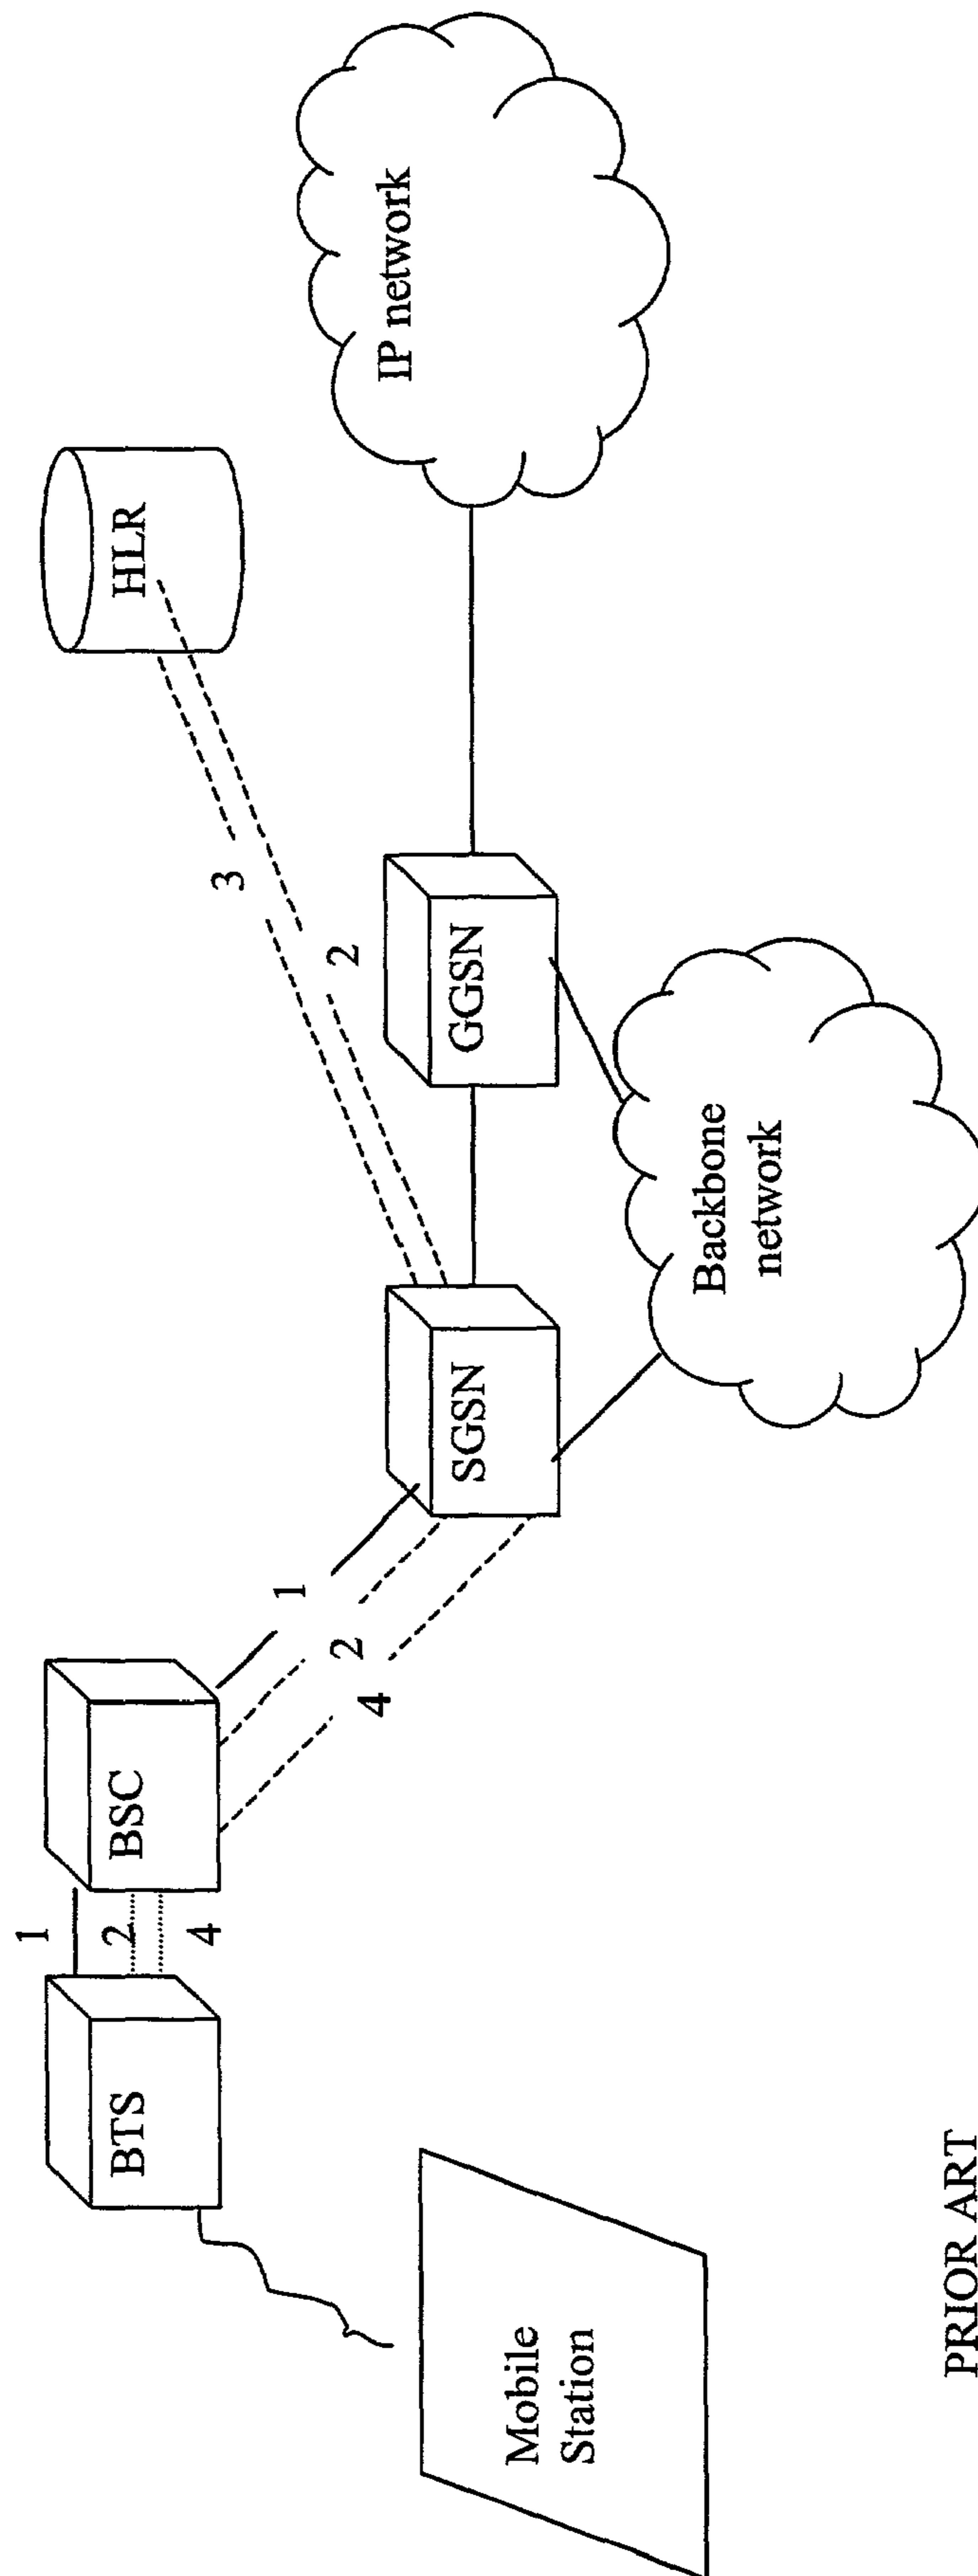 HLR
IP network
3
2
GGSN
SGSN
Backbone
network
1
2
4
BSC
1
2
4
BTS
Mobile
Station
PRIOR ART